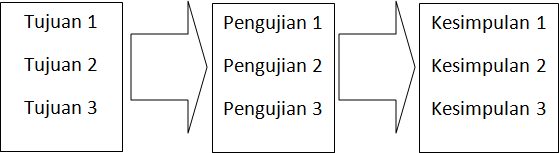 Tujuan 1
Tujuan 2
Tujuan 3
Pengujian 1
Pengujian 2
Pengujian 3
Kesimpulan 1
Kesimpulan 2
Kesimpulan 3